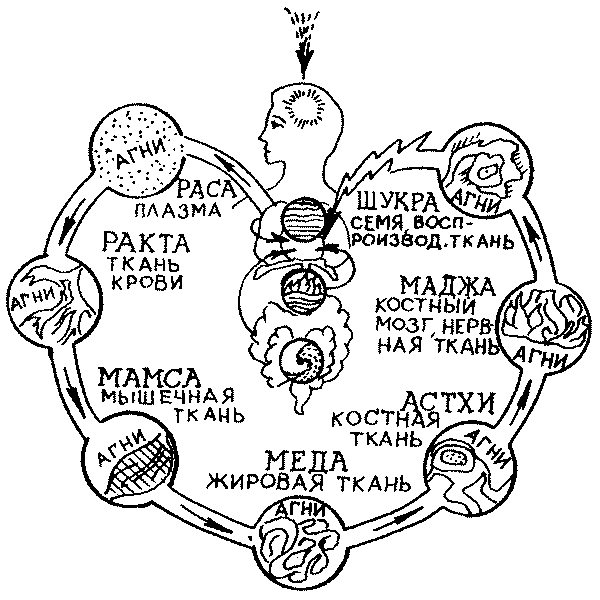 АГНИ
РАСА
ПЛАЗМА
РАКТА
ТКАНЬ
КРОВИ
АГНИ
МАМСА
МЫШЕЧНАЯ
ТКАНЬ
АГНИ
МЕДА
ЖИРОВАЯ ТКАНЬ
АГНИ
АСТХИ
КОСТНАЯ
ТКАНЬ
АГНИ
МАДЖА
КОСТНЫЙ
МОЗГ, НЕРВ-
НАЯ ТКАНЬ
АГНИ
ШУКРА
СЕМЯ, ВОСП-
РОИЗВОД. ТКАНЬ
АГНИ